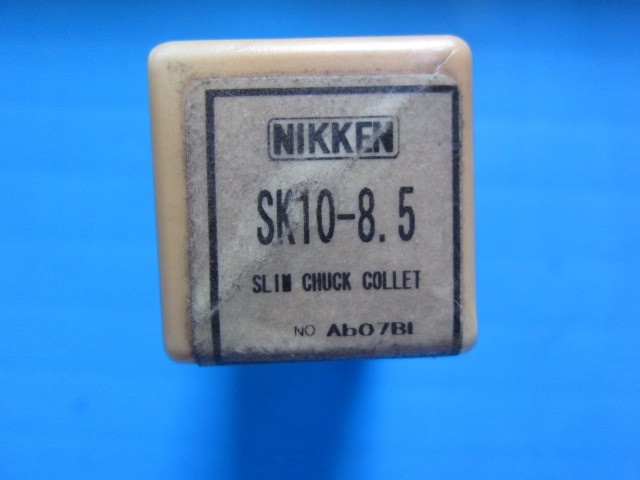 NIKKEN
SK10-8.5
SLIM CHUCK COLLET
NO Ab07BI